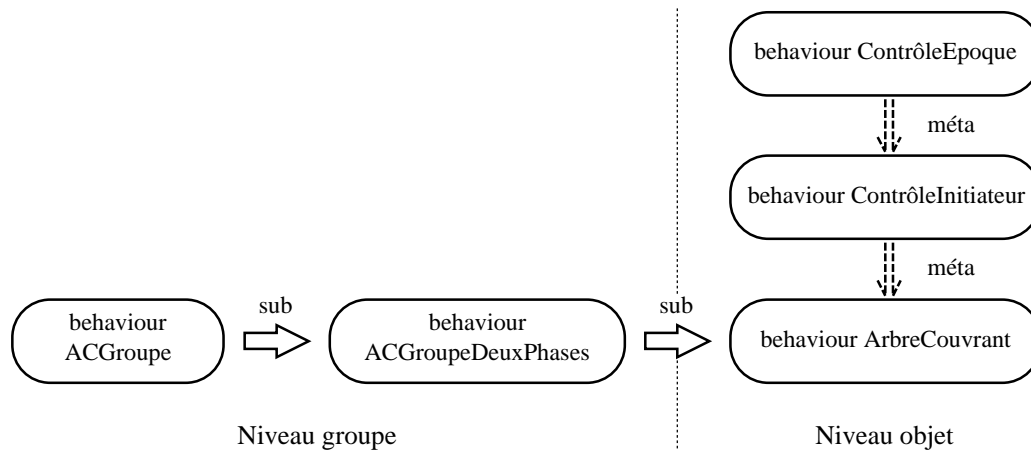 behaviour ContrôleEpoque
méta
behaviour ContrôleInitiateur
méta
sub
sub
behaviour
ACGroupe
behaviour
ACGroupeDeuxPhases
behaviour ArbreCouvrant
Niveau groupe
Niveau objet